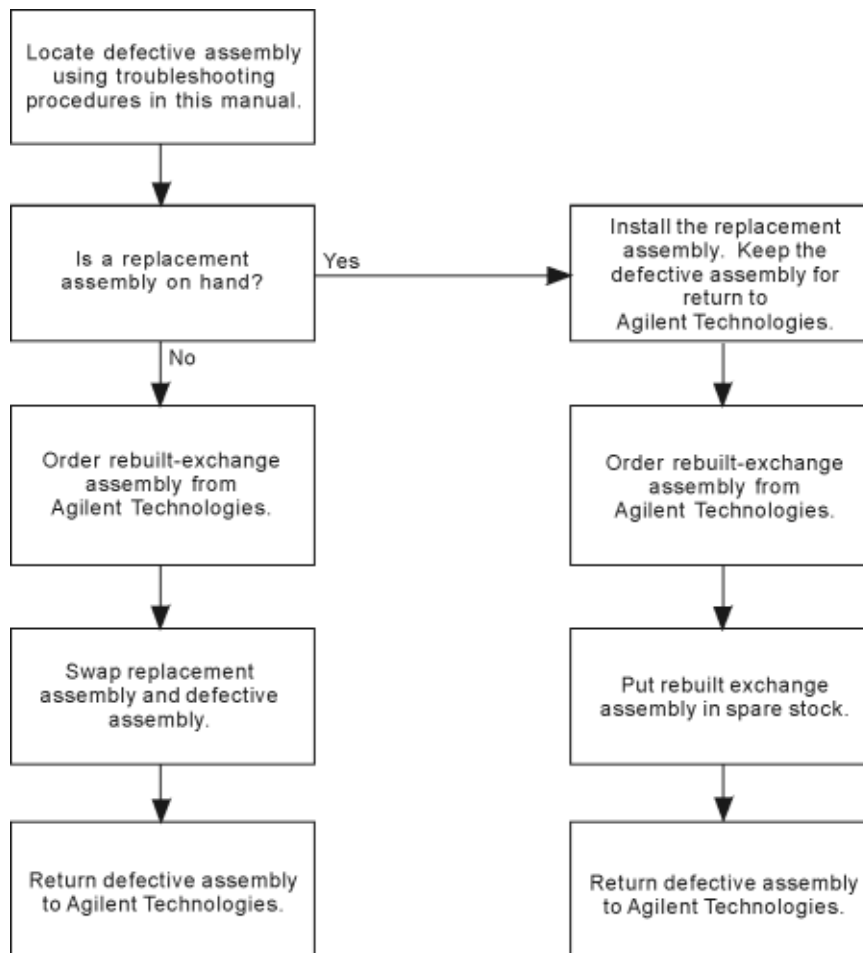 Locate defective assembly
using troubleshooting
procedures in this manual.
Is a replacement
assembly on hand?
Yes
Install the replacement
assembly. Keep the
defective assembly for
return to
Agilent Technologies.
No
Order rebuilt-exchange
assembly from
Agilent Technologies.
Order rebuilt-exchange
assembly from
Agilent Technologies.
Swap replacement
assembly and defective
assembly.
Put rebuilt exchange
assembly in spare stock.
Return defective assembly
to Agilent Technologies.
Return defective assembly
to Agilent Technologies.